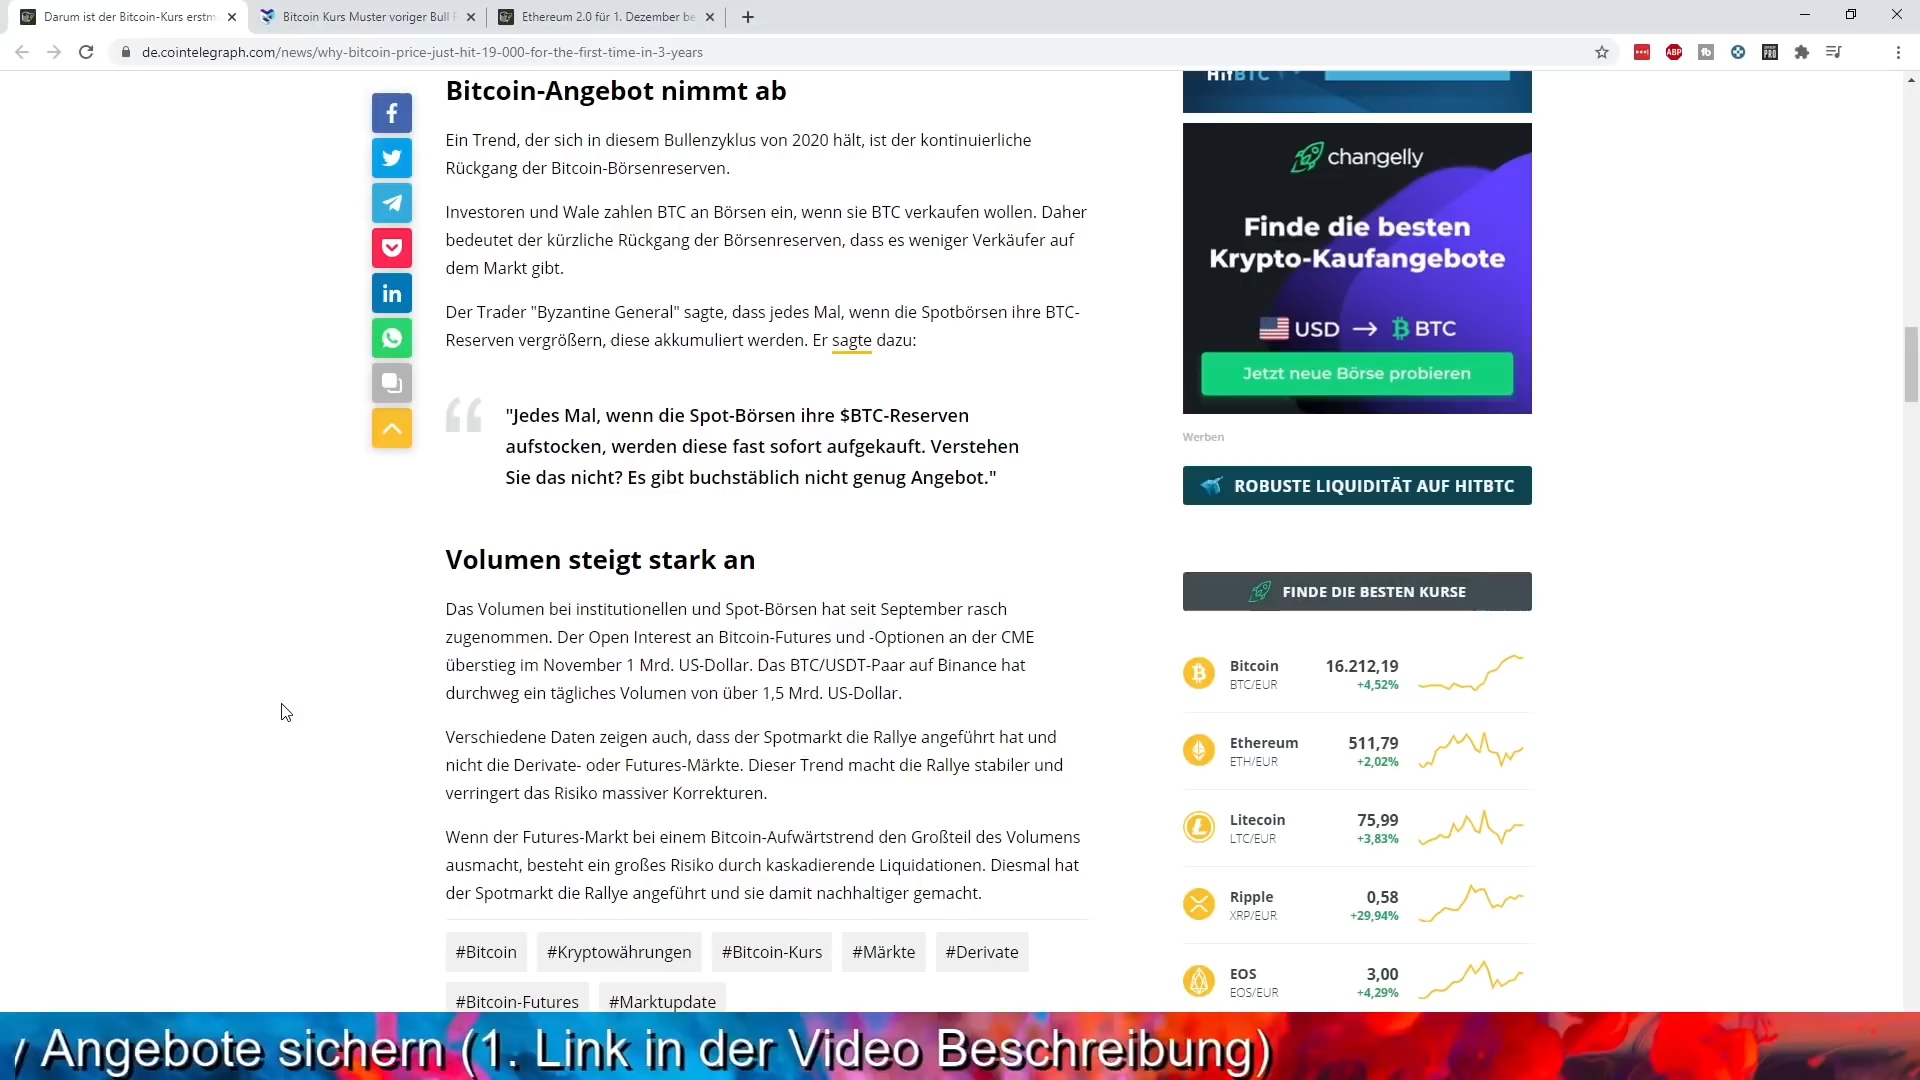 Darum ist der Bitcoin-Kurs erstm
Bitcoin Kurs Muster voriger Bull
Ethereum 2.0 für 1. Dezember be
de.cointelegraph.com/news/why-bitcoin-price-just-hit-19-000-for-the-first-time-in-3-years
ABP
PRO
Bitcoin-Angebot nimmt ab
Ein Trend, der sich in diesem Bullenzyklus von 2020 hält, ist der kontinuierliche
Rückgang der Bitcoin-Börsenreserven.
Investoren und Wale zahlen BTC an Börsen ein, wenn sie BTC verkaufen wollen. Daher
bedeutet der kürzliche Rückgang der Börsenreserven, dass es weniger Verkäufer auf
dem Markt gibt.
Der Trader "Byzantine General" sagte, dass jedes Mal, wenn die Spotbörsen ihre BTC-
Reserven vergrößern, diese akkumuliert werden. Er sagte dazu:
"Jedes Mal, wenn die Spot-Börsen ihre $BTC-Reserven
aufstocken, werden diese fast sofort aufgekauft. Verstehen
Sie das nicht? Es gibt buchstäblich nicht genug Angebot."
Volumen steigt stark an
Das Volumen bei institutionellen und Spot-Börsen hat seit September rasch
zugenommen. Der Open Interest an Bitcoin-Futures und -Optionen an der CME
überstieg im November 1 Mrd. US-Dollar. Das BTC/USDT-Paar auf Binance hat
durchweg ein tägliches Volumen von über 1,5 Mrd. US-Dollar.
Verschiedene Daten zeigen auch, dass der Spotmarkt die Rallye angeführt hat und
nicht die Derivate- oder Futures-Märkte. Dieser Trend macht die Rallye stabiler und
verringert das Risiko massiver Korrekturen.
Wenn der Futures-Markt bei einem Bitcoin-Aufwärtstrend den Großteil des Volumens
ausmacht, besteht ein großes Risiko durch kaskadierende Liquidationen. Diesmal hat
der Spotmarkt die Rallye angeführt und sie damit nachhaltiger gemacht.
#Bitcoin #Kryptowährungen #Bitcoin-Kurs #Märkte #Derivate
#Bitcoin-Futures #Marktupdate
HitBTC
changelly
Finde die besten
Krypto-Kaufangebote
USD → BTC
Jetzt neue Börse probieren
Werben
ROBUSTE LIQUIDITÄT AUF HITBTC
FINDE DIE BESTEN KURSE
Bitcoin 16.212,19
BTC/EUR +4,52%
Ethereum 511,79
ETH/EUR +2,02%
Litecoin 75,99
LTC/EUR +3,83%
Ripple 0,58
XRP/EUR +29,94%
EOS 3,00
EOS/EUR +4,29%
y Angebote sichern (1. Link in der Video Beschreibung)